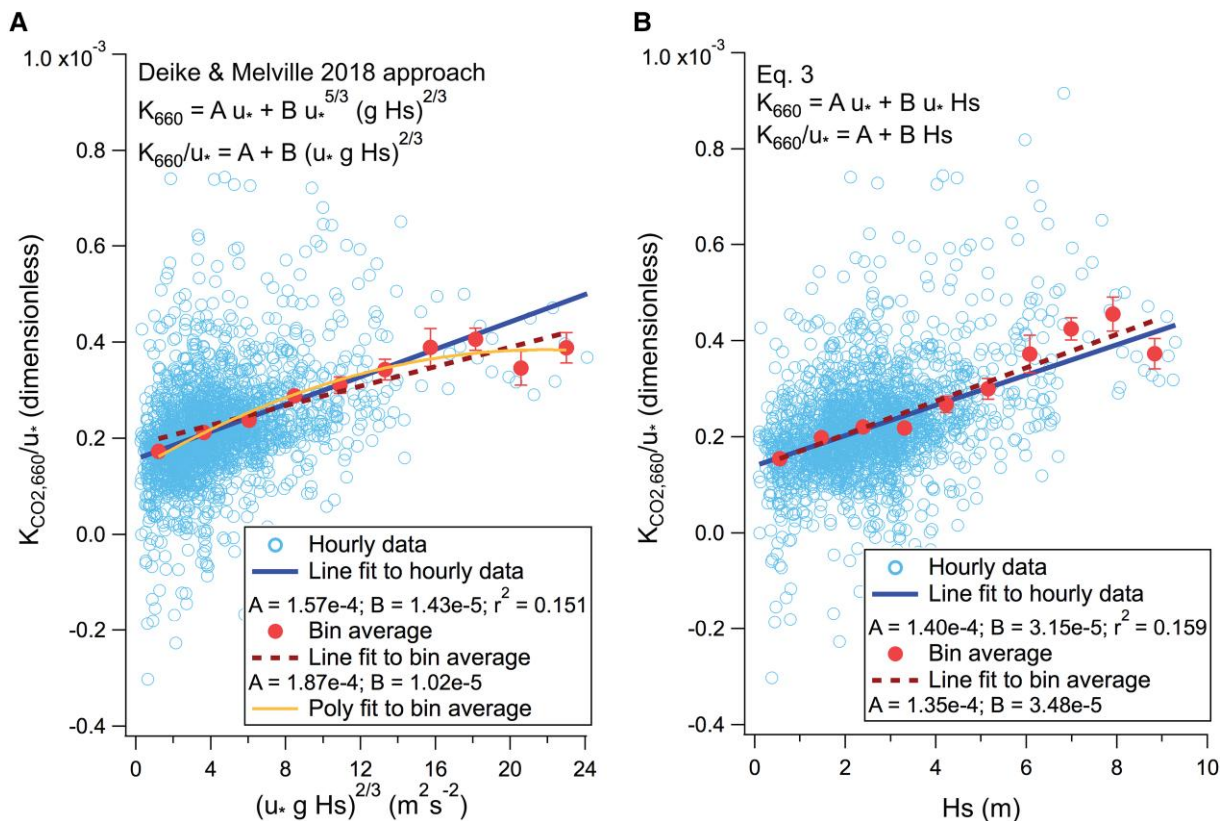 A
1.0 x10⁻³
Deike & Melville 2018 approach
K₆₆₀ = A u* + B u*^5/3 (g Hs)^2/3
K₆₆₀/u* = A + B (u* g Hs)^2/3
0.8
0.6
0.4
0.2
0.0
-0.2
-0.4
K_CO2,660/u* (dimensionless)
Hourly data
Line fit to hourly data
A = 1.57e-4; B = 1.43e-5; r² = 0.151
Bin average
Line fit to bin average
A = 1.87e-4; B = 1.02e-5
Poly fit to bin average
0 4 8 12 16 20 24
(u* g Hs)^2/3 (m²s⁻²)
B
1.0 x10⁻³
Eq. 3
K₆₆₀ = A u* + B u* Hs
K₆₆₀/u* = A + B Hs
0.8
0.6
0.4
0.2
0.0
-0.2
-0.4
K_CO2,660/u* (dimensionless)
Hourly data
Line fit to hourly data
A = 1.40e-4; B = 3.15e-5; r² = 0.159
Bin average
Line fit to bin average
A = 1.35e-4; B = 3.48e-5
0 2 4 6 8 10
Hs (m)